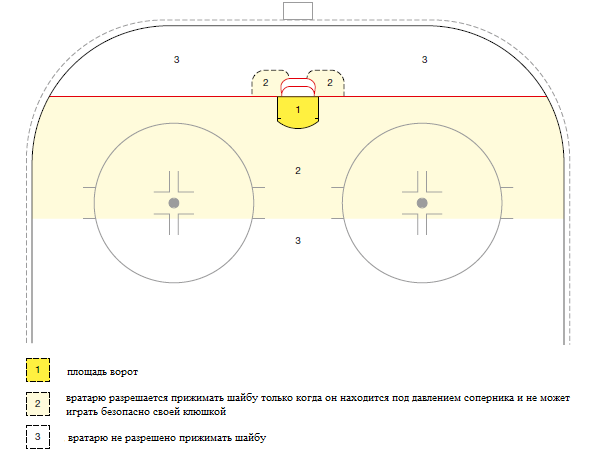 3 3
2 2
1
2
3
1 площадь ворот
2 вратарю разрешается прижимать шайбу только когда он находится под давлением соперника и не может
играть безопасно своей клюшкой
3 вратарю не разрешено прижимать шайбу